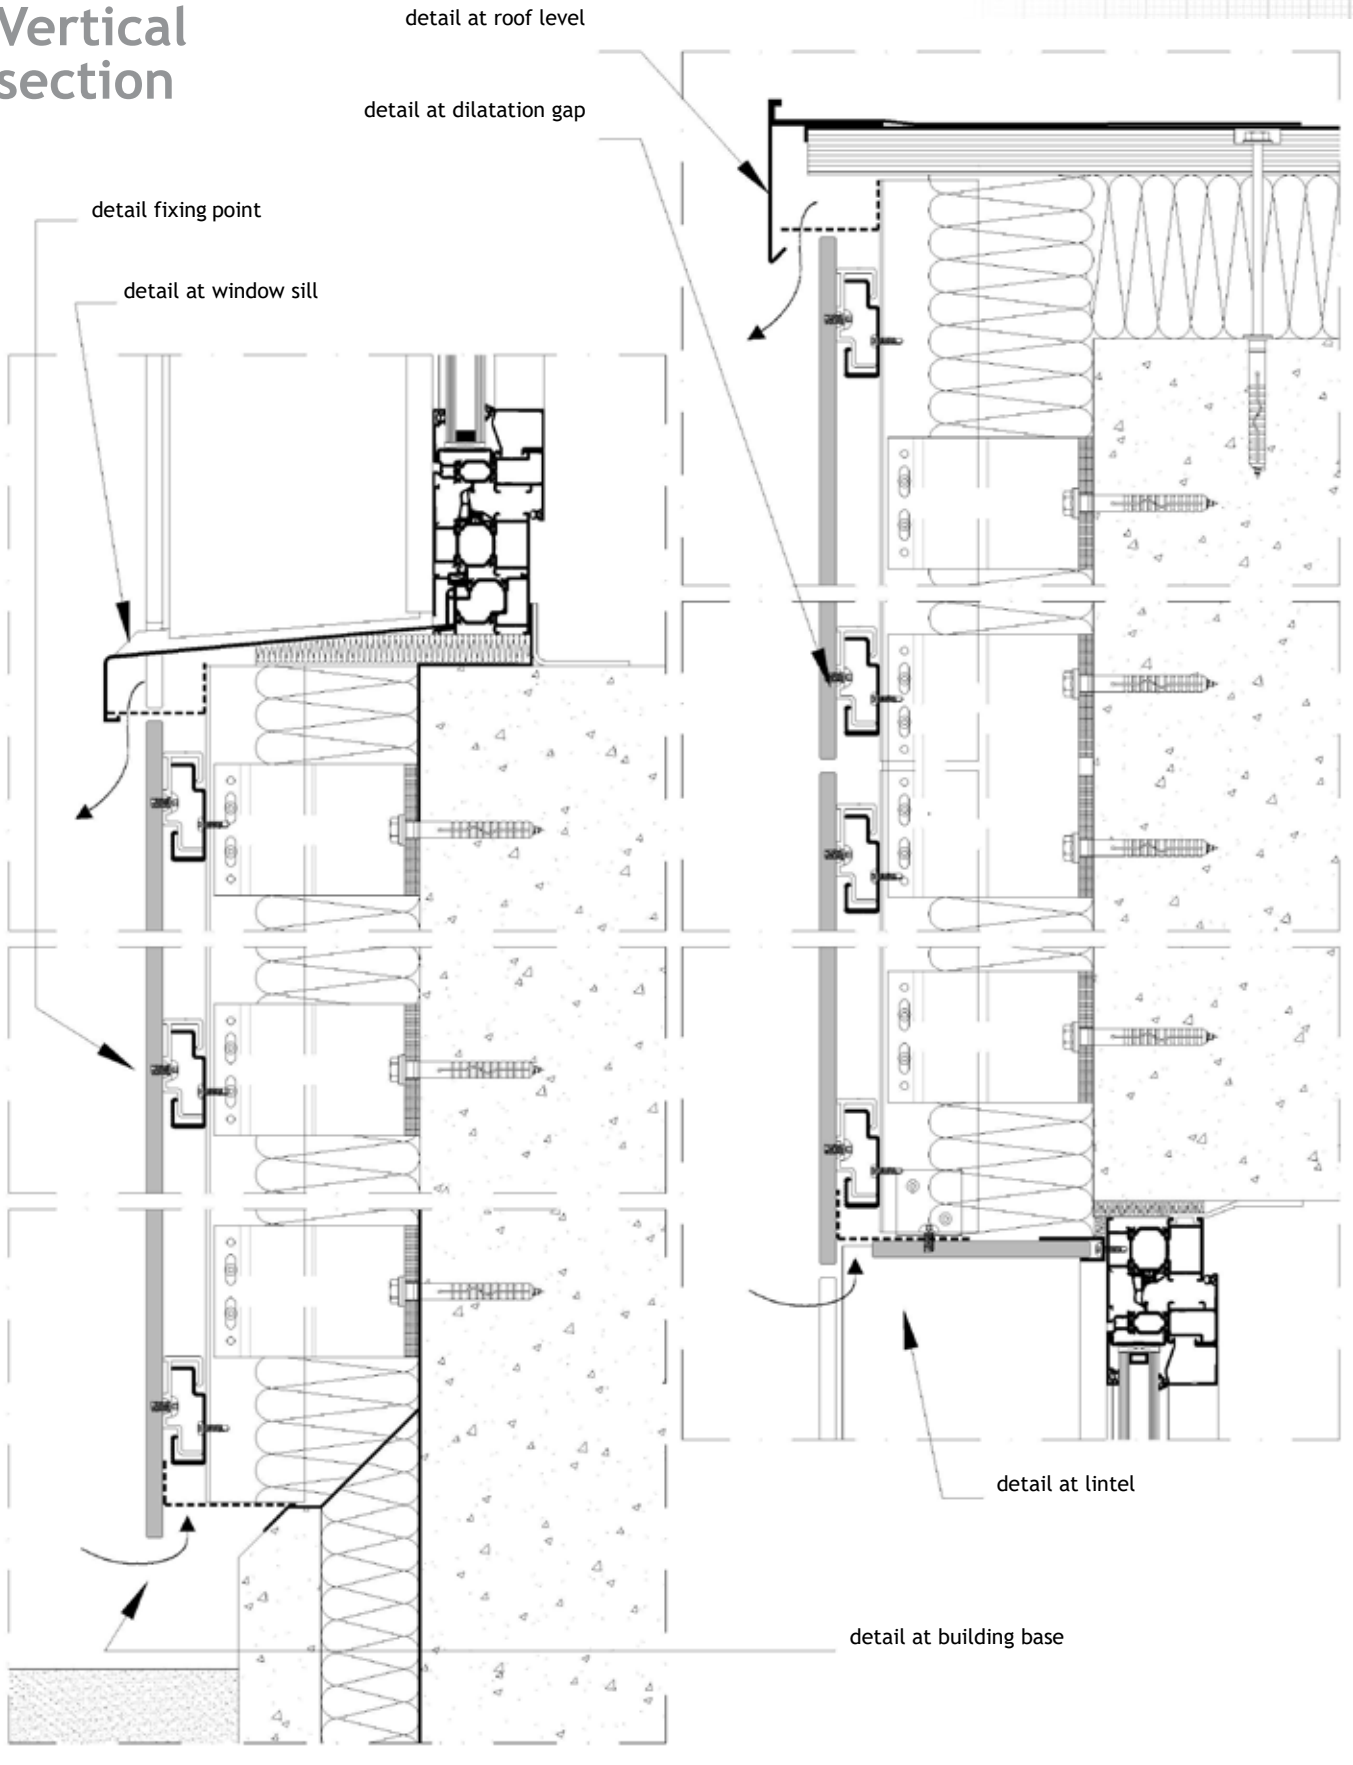 Vertical
section
detail at roof level
detail at dilatation gap
detail fixing point
detail at window sill
detail at lintel
detail at building base